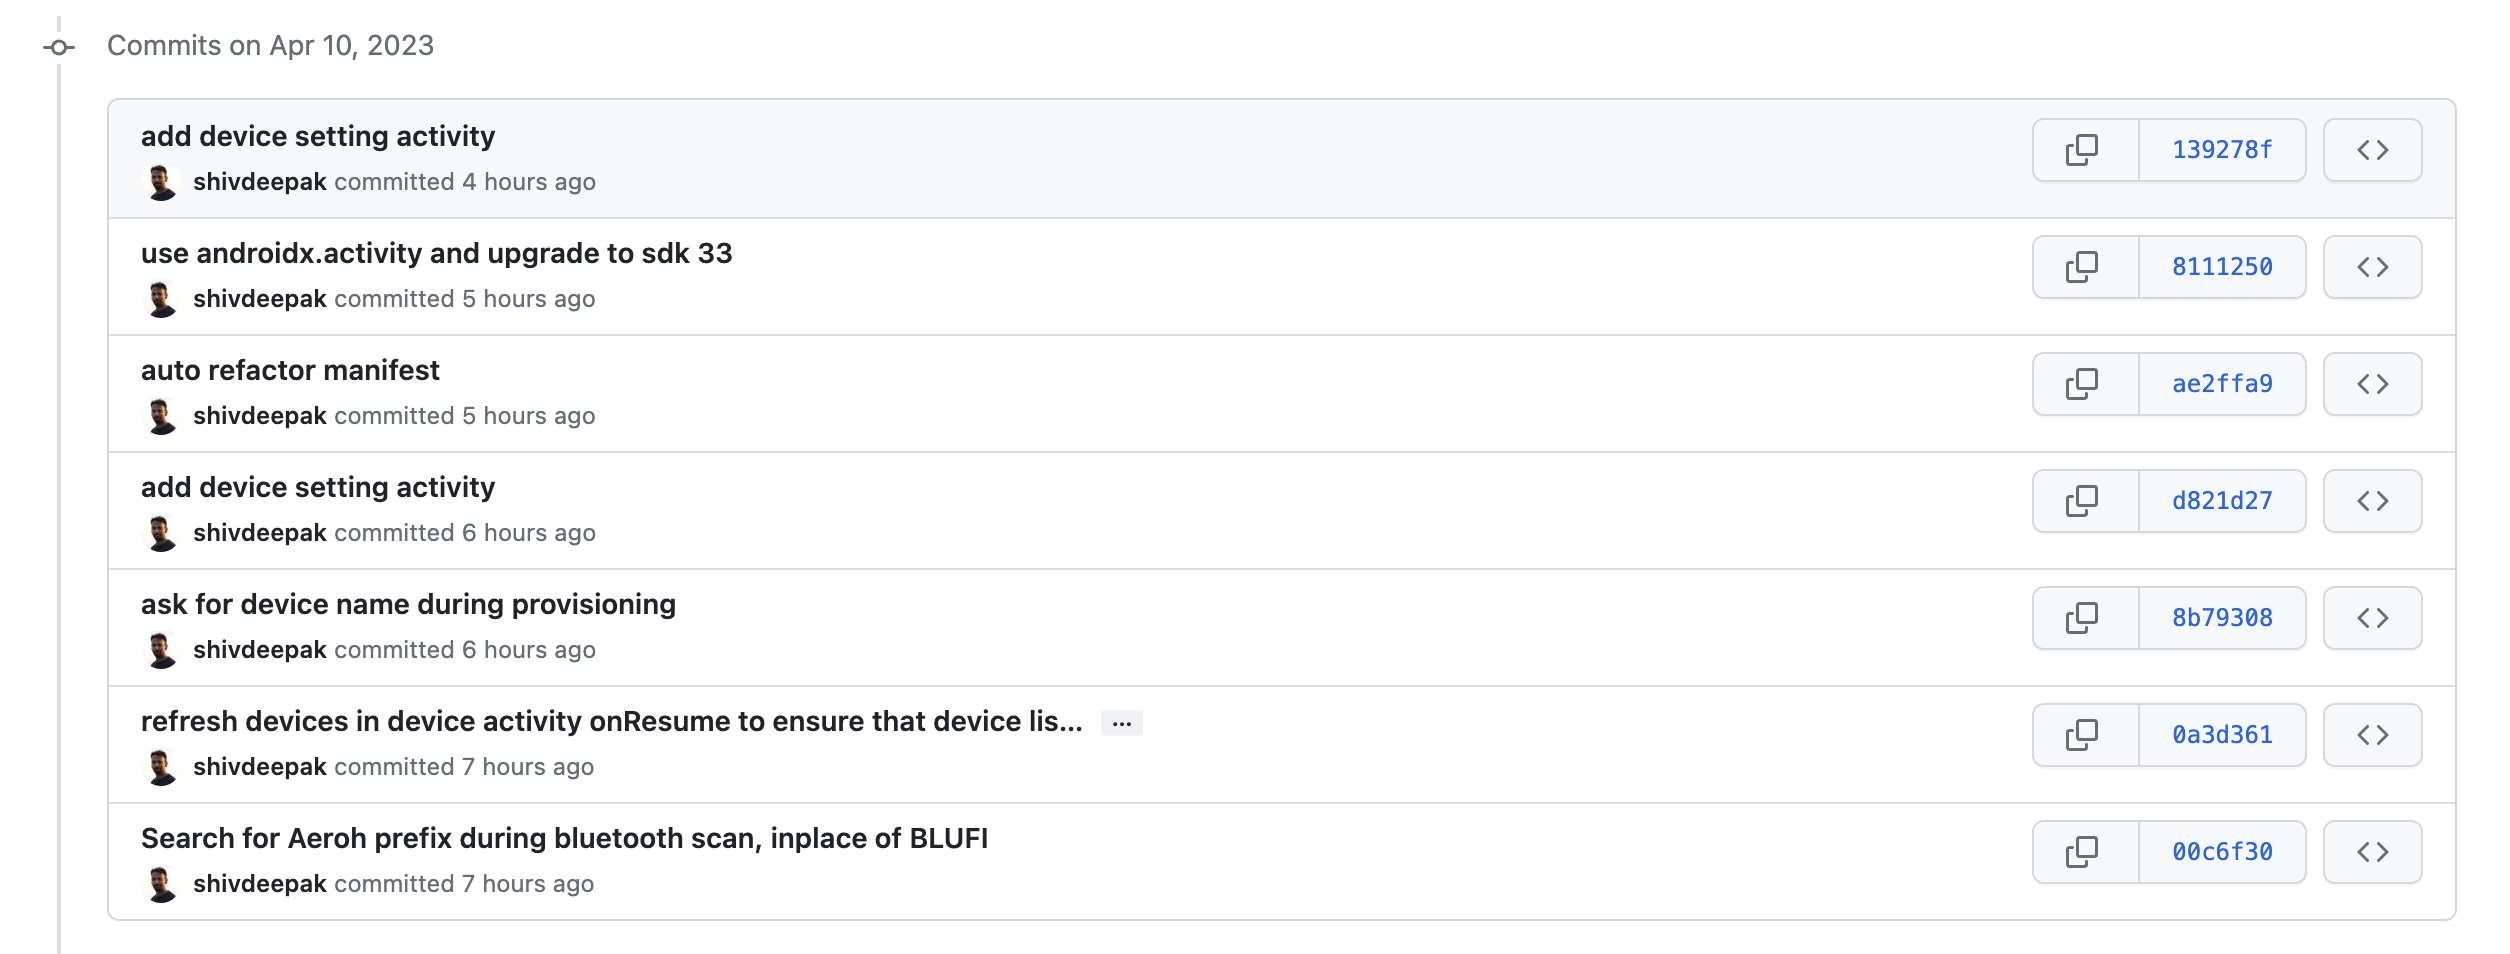 Commits on Apr 10, 2023
add device setting activity
139278f
shivdeepak committed 4 hours ago
use androidx.activity and upgrade to sdk 33
8111250
shivdeepak committed 5 hours ago
auto refactor manifest
ae2ffa9
shivdeepak committed 5 hours ago
add device setting activity
d821d27
shivdeepak committed 6 hours ago
ask for device name during provisioning
8b79308
shivdeepak committed 6 hours ago
refresh devices in device activity onResume to ensure that device lis... ...
0a3d361
shivdeepak committed 7 hours ago
Search for Aeroh prefix during bluetooth scan, inplace of BLUFI
00c6f30
shivdeepak committed 7 hours ago